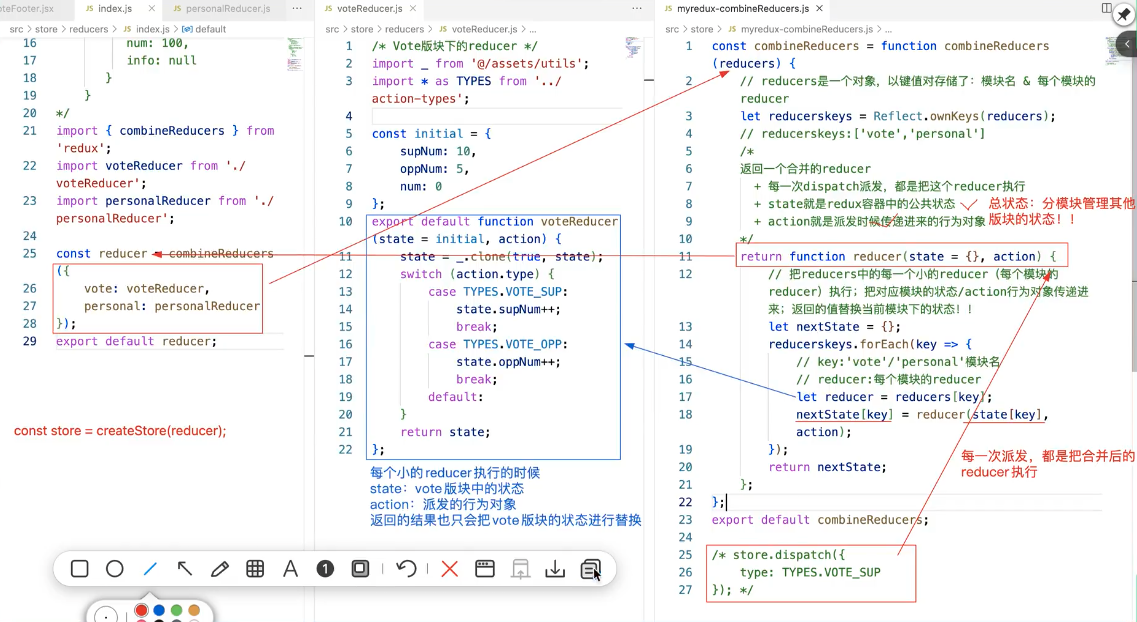 oteFooter.jsx
index.js
personalReducer.js
src > store > reducers > index.js > default
16 num: 100,
17 info: null
18 }
19 }
20 */
21 import { combineReducers } from
'redux';
22 import voteReducer from './
voteReducer';
23 import personalReducer from './
personalReducer';
24
25 const reducer = combineReducers
({
26 vote: voteReducer,
27 personal: personalReducer
28 });
29 export default reducer;
const store = createStore(reducer);
voteReducer.js
src > store > reducers > voteReducer.js > ...
1 /* Vote版块下的reducer */
2 import _ from '@/assets/utils';
3 import * as TYPES from '../
action-types';
4
5 const initial = {
6 supNum: 10,
7 oppNum: 5,
8 num: 0
9 };
10 export default function voteReducer
(state = initial, action) {
11 state = _.clone(true, state);
12 switch (action.type) {
13 case TYPES.VOTE_SUP:
14 state.supNum++;
15 break;
16 case TYPES.VOTE_OPP:
17 state.oppNum++;
18 break;
19 default:
20 }
21 return state;
22 };
每个小的reducer执行的时候
state：vote版块中的状态
action：派发的行为对象
返回的结果也只会把vote版块的状态进行替换
myredux-combineReducers.js
src > store > myredux-combineReducers.js > ...
1 const combineReducers = function combineReducers
(reducers) {
2 // reducers是一个对象，以键值对存储了：模块名 & 每个模块的
reducer
3 let reducerskeys = Reflect.ownKeys(reducers);
4 // reducerskeys:['vote','personal']
5 /*
6 返回一个合并的reducer
7 + 每一次dispatch派发，都是把这个reducer执行
8 + state就是redux容器中的公共状态
9 + action就是派发时候传递进来的行为对象
10 */
总状态：分模块管理其他
版块的状态！！
11 return function reducer(state = {}, action) {
12 // 把reducers中的每一个小的reducer（每个模块的
reducer）执行；把对应模块的状态/action行为对象传递进
来；返回的值替换当前模块下的状态！！
13 let nextState = {};
14 reducerskeys.forEach(key => {
15 // key:'vote'/'personal'模块名
16 // reducer:每个模块的reducer
17 let reducer = reducers[key];
18 nextState[key] = reducer(state[key],
action);
19 });
20 return nextState;
21 };
22 };
23 export default combineReducers;
24
25 /* store.dispatch({
26 type: TYPES.VOTE_SUP
27 }); */
每一次派发，都是把合并后的
reducer执行
A
1